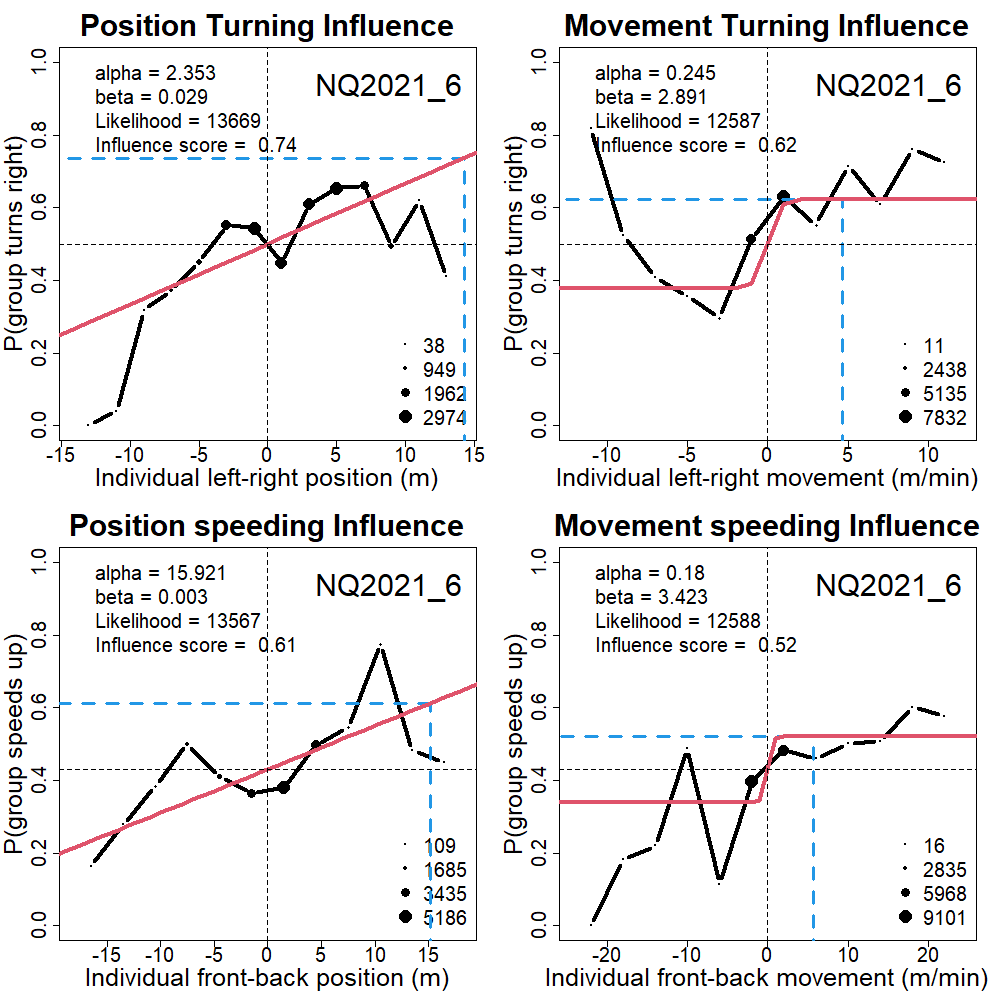 Position Turning Influence
alpha = 2.353
beta = 0.029
Likelihood = 13669
Influence score =  0.74
NQ2021_6
P(group turns right)
0.0
0.2
0.4
0.6
0.8
1.0
38
949
1962
2974
-15
-10
-5
0
5
10
15
Individual left-right position (m)
Movement Turning Influence
alpha = 0.245
beta = 2.891
Likelihood = 12587
Influence score =  0.62
NQ2021_6
P(group turns right)
0.0
0.2
0.4
0.6
0.8
1.0
11
2438
5135
7832
-10
-5
0
5
10
Individual left-right movement (m/min)
Position speeding Influence
alpha = 15.921
beta = 0.003
Likelihood = 13567
Influence score =  0.61
NQ2021_6
P(group speeds up)
0.0
0.2
0.4
0.6
0.8
1.0
109
1685
3435
5186
-15
-10
-5
0
5
10
15
Individual front-back position (m)
Movement speeding Influence
alpha = 0.18
beta = 3.423
Likelihood = 12588
Influence score =  0.52
NQ2021_6
P(group speeds up)
0.0
0.2
0.4
0.6
0.8
1.0
16
2835
5968
9101
-20
-10
0
10
20
Individual front-back movement (m/min)